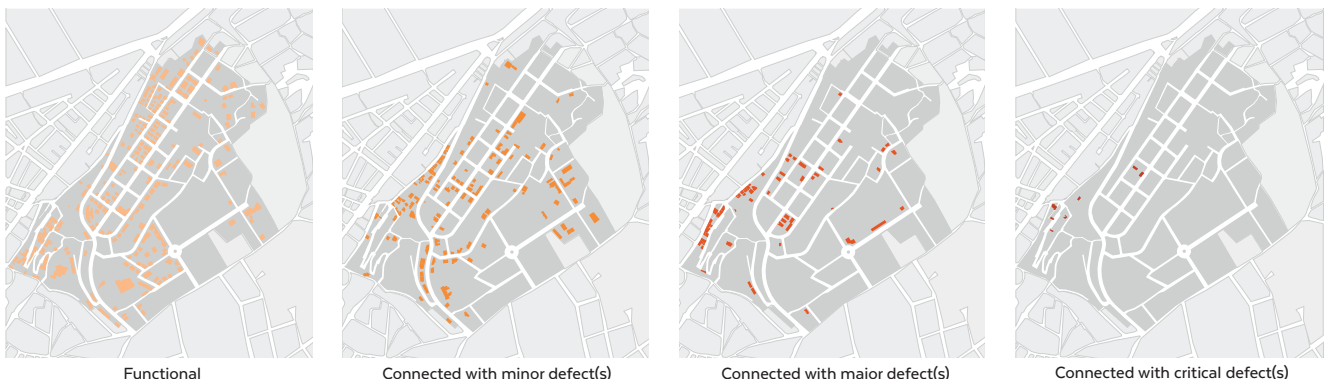 Functional
Connected with minor defect(s)
Connected with major defect(s)
Connected with critical defect(s)